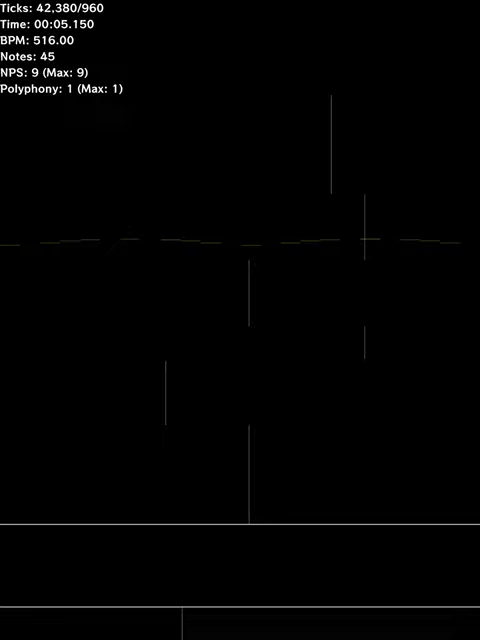 Ticks: 42,380/960
Time: 00:05.150
BPM: 516.00
Notes: 45
NPS: 9 (Max: 9)
Polyphony: 1 (Max: 1)